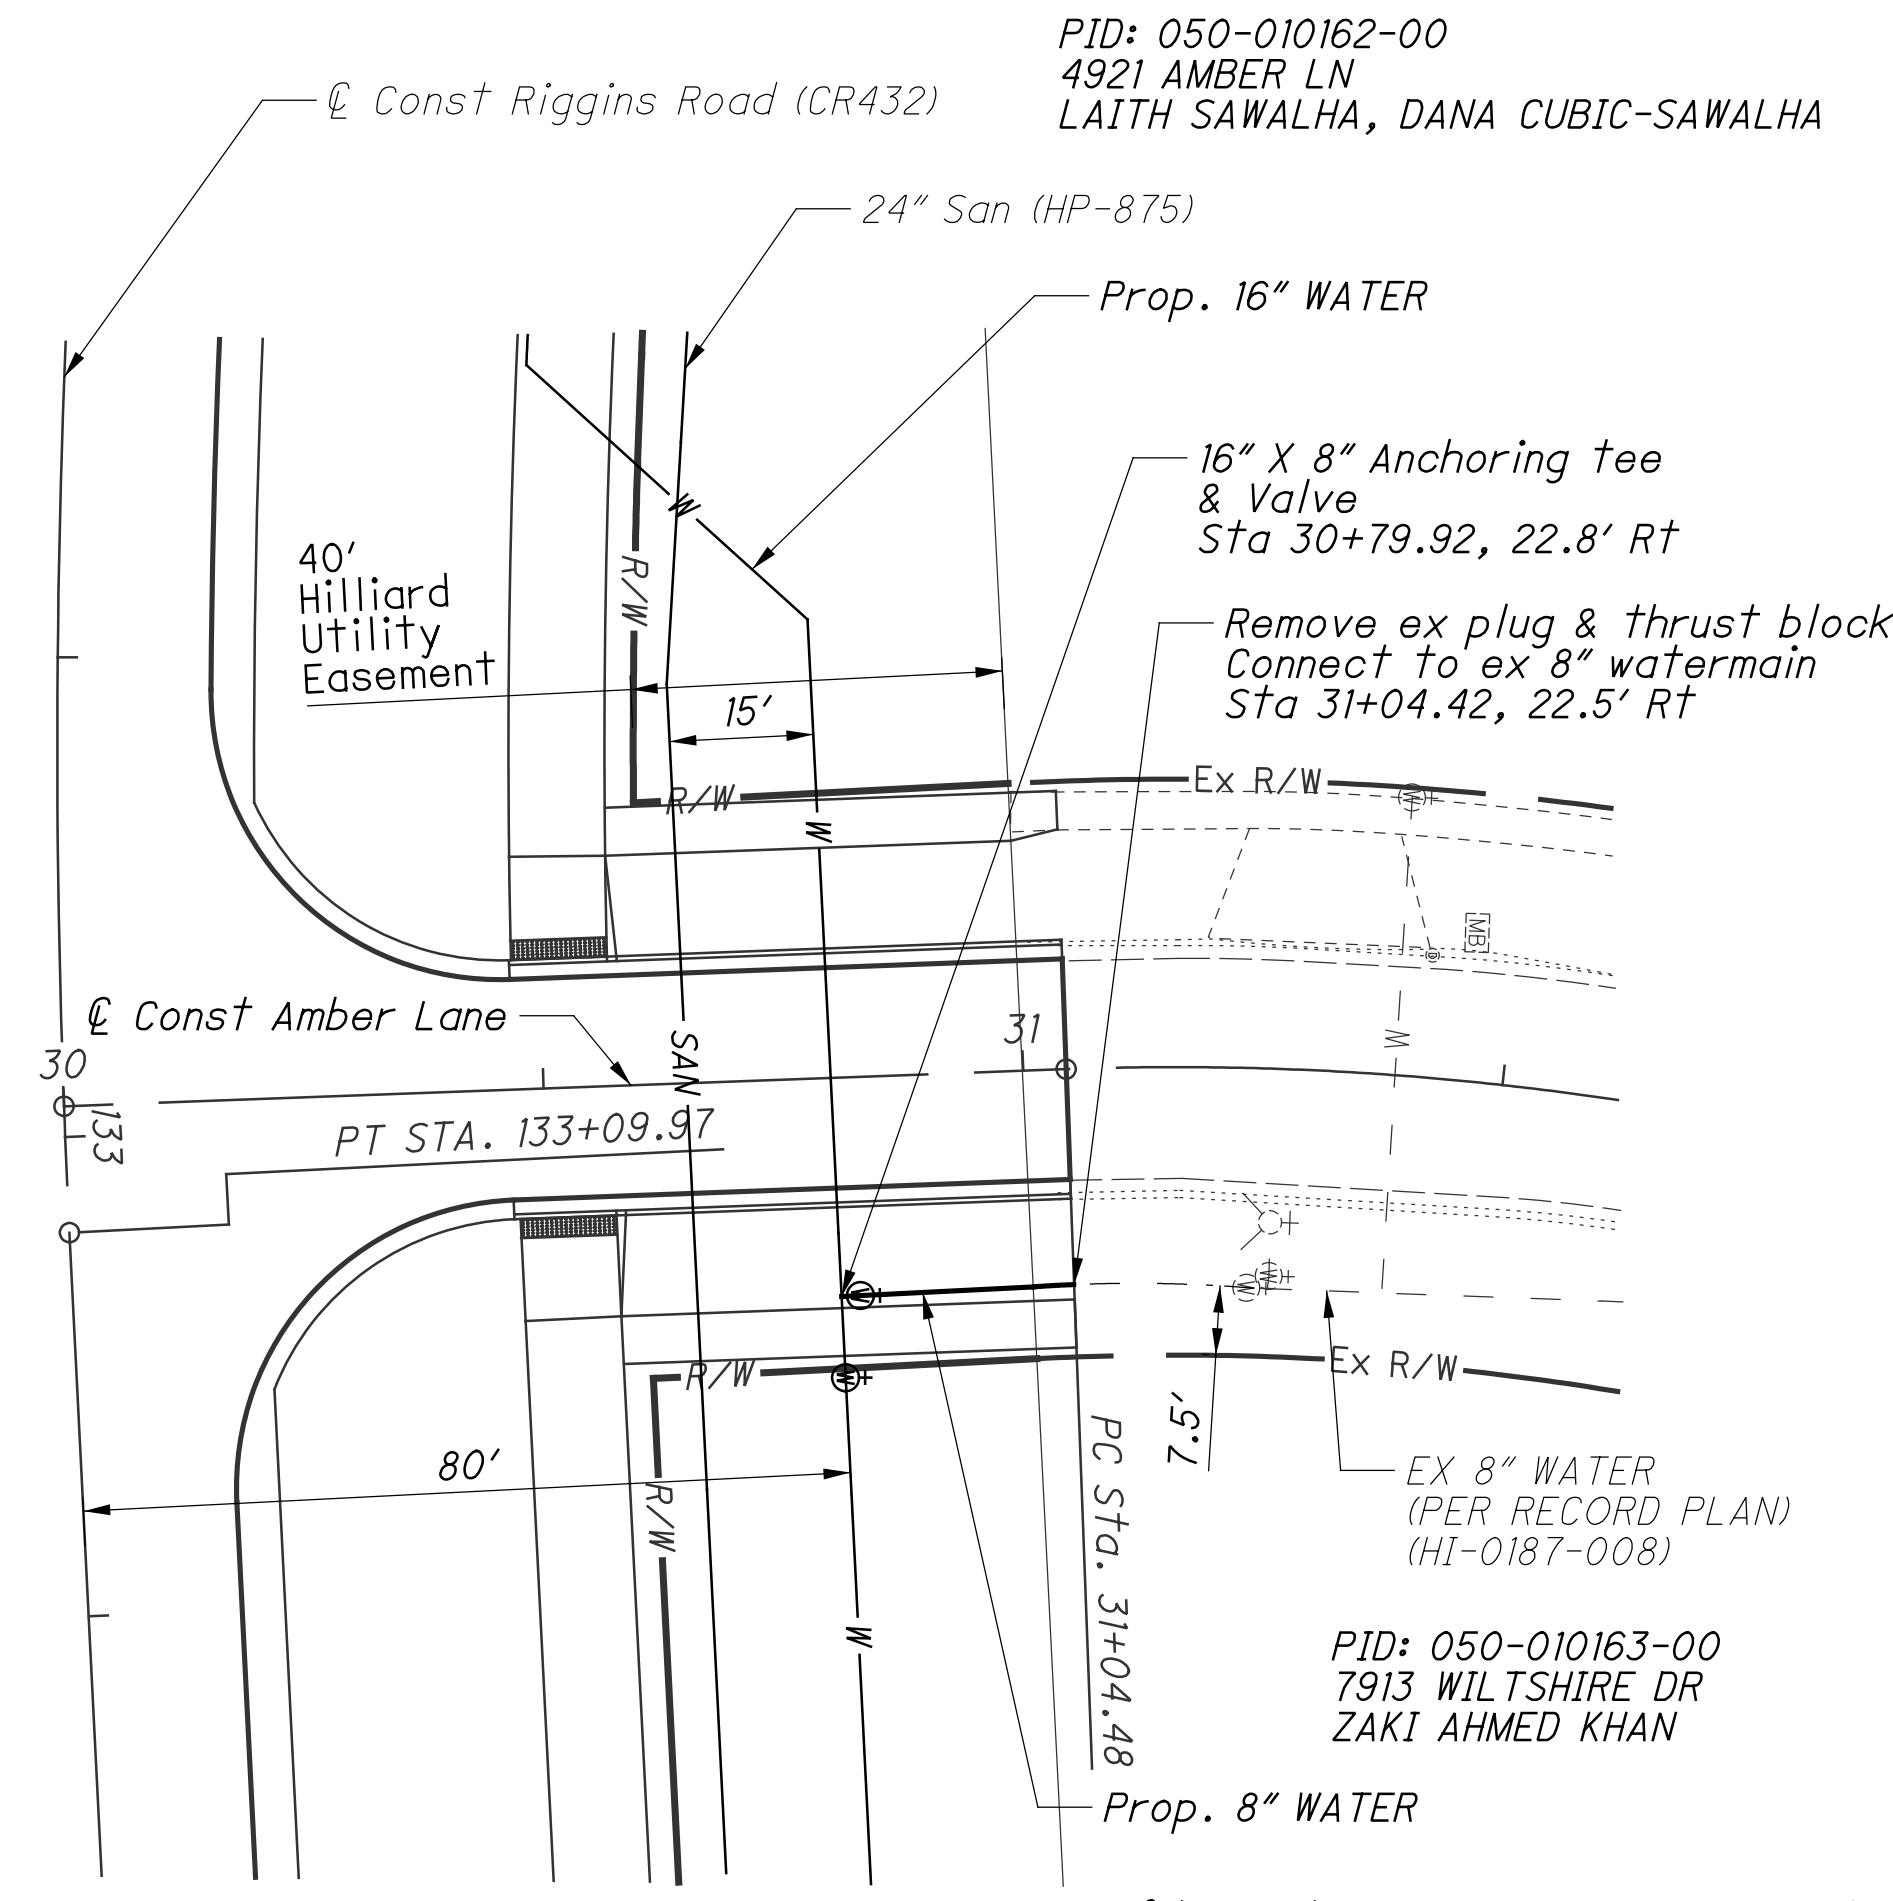 PID: 050-010162-00
4921 AMBER LN
LAITH SAWALHA, DANA CUBIC-SAWALHA
℄ Const Riggins Road (CR432)
24" San (HP-875)
Prop. 16" WATER
16" X 8" Anchoring tee
& Valve
Sta 30+79.92, 22.8' Rt
W
40'
Hilliard
Utility
Easement
R/W
Remove ex plug & thrust block
Connect to ex 8" watermain
Sta 31+04.42, 22.5' Rt
15'
R/W
Ex R/W
W
W
MB
D
℄ Const Amber Lane
SAN
31
W
30
133
PT STA. 133+09.97
W
W
W
W
R/W
Ex R/W
7.5'
80'
R/W
PC Sta. 31+04.48
EX 8" WATER
(PER RECORD PLAN)
(HI-0187-008)
W
PID: 050-010163-00
7913 WILTSHIRE DR
ZAKI AHMED KHAN
Prop. 8" WATER